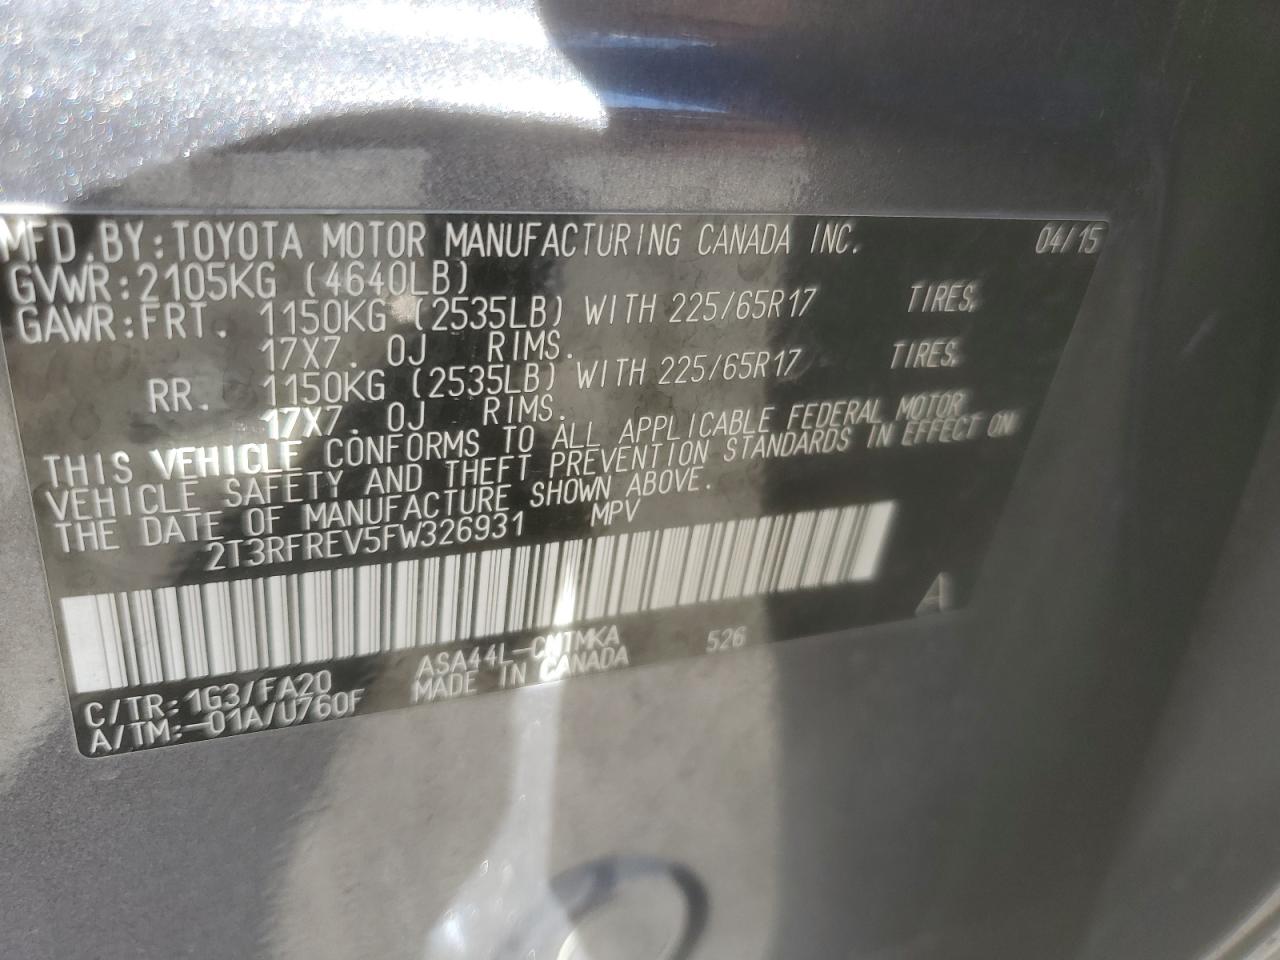 MFD.BY:TOYOTA MOTOR MANUFACTURING CANADA INC. 04/15
GVWR:2105KG (4640LB)
GAWR:FRT. 1150KG (2535LB) WITH 225/65R17 TIRES,
17X7.0J RIMS.
RR. 1150KG (2535LB) WITH 225/65R17 TIRES,
17X7.0J RIMS.
THIS VEHICLE CONFORMS TO ALL APPLICABLE FEDERAL MOTOR
VEHICLE SAFETY AND THEFT PREVENTION STANDARDS IN EFFECT ON
THE DATE OF MANUFACTURE SHOWN ABOVE.
2T3RFREV5FW326931 MPV
A
ASA44L-CNTMKA 526
C/TR:1G3/FA20 MADE IN CANADA
A/TM:-01A/U760F